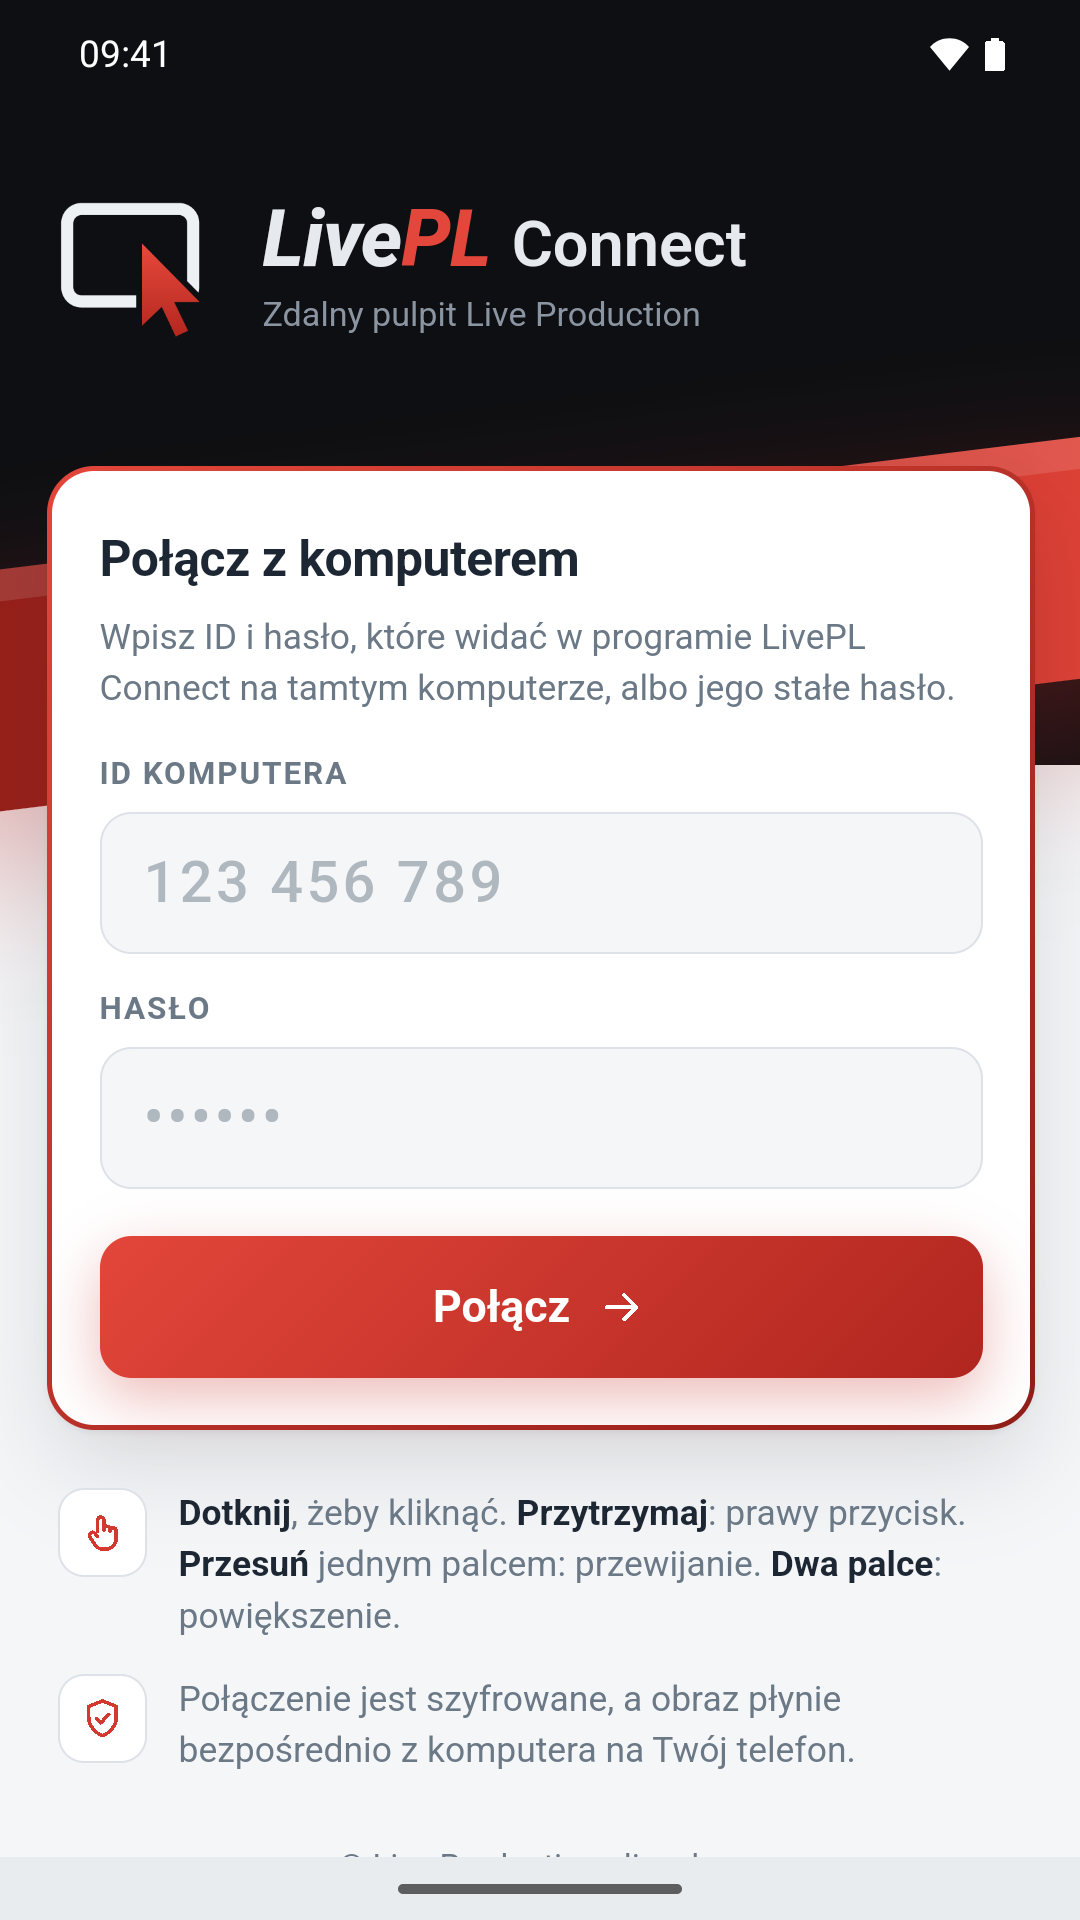 09:41
LivePL Connect
Zdalny pulpit Live Production
Połącz z komputerem
Wpisz ID i hasło, które widać w programie LivePL
Connect na tamtym komputerze, albo jego stałe hasło.
ID KOMPUTERA
123 456 789
HASŁO
••••••
Połącz →
Dotknij, żeby kliknąć. Przytrzymaj: prawy przycisk.
Przesuń jednym palcem: przewijanie. Dwa palce:
powiększenie.
Połączenie jest szyfrowane, a obraz płynie
bezpośrednio z komputera na Twój telefon.